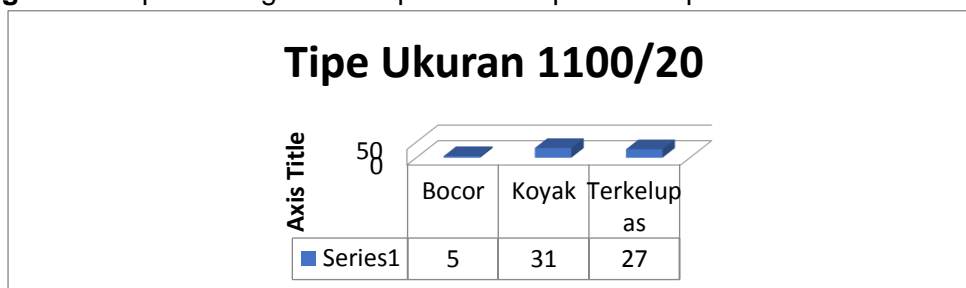 Tipe Ukuran 1100/20
Axis Title
50
0
Bocor Koyak Terkelup
as
Series1 5 31 27